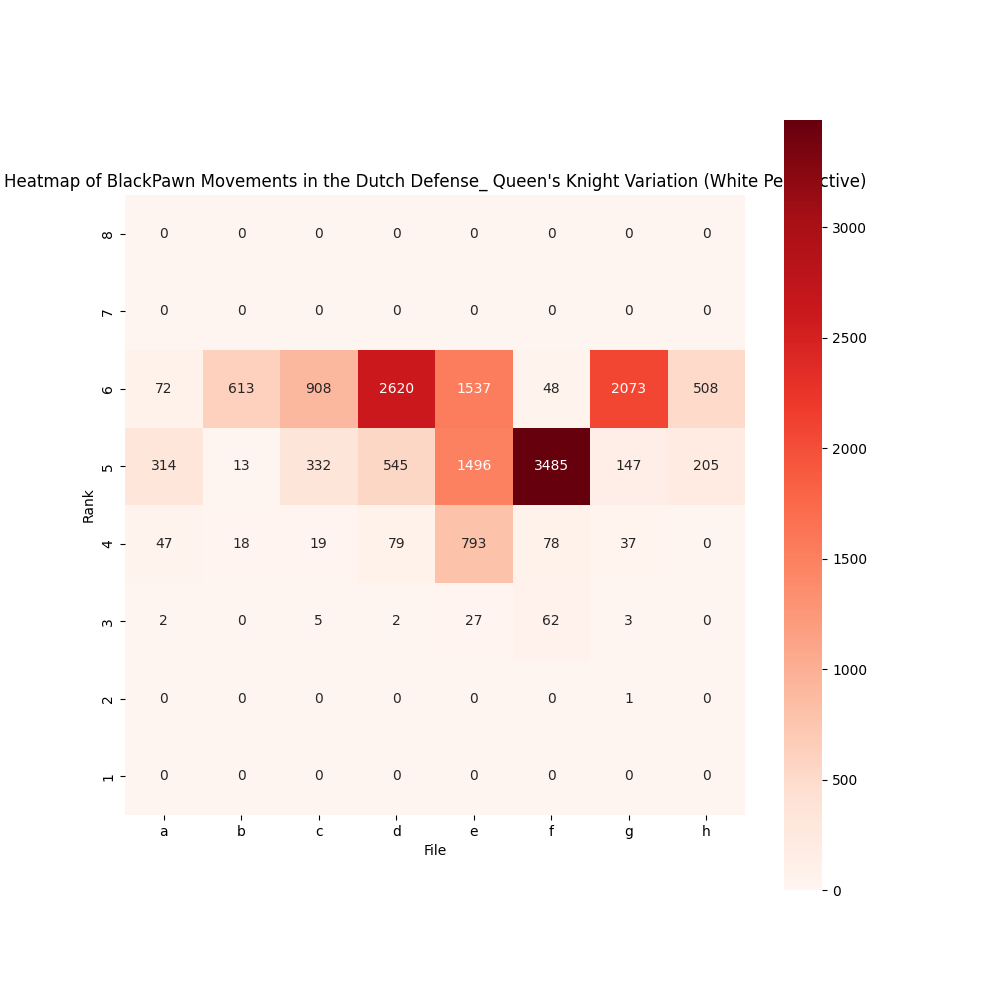 Heatmap of BlackPawn Movements in the Dutch Defense_ Queen's Knight Variation (White Pe ctive)
3000
8 0 0 0 0 0 0 0 0
7 0 0 0 0 0 0 0 0
2500
6 72 613 908 2620 1537 48 2073 508
2000
5 314 13 332 545 1496 3485 147 205
Rank
4 47 18 19 79 793 78 37 0
1500
3 2 0 5 2 27 62 3 0
1000
2 0 0 0 0 0 0 1 0
1 0 0 0 0 0 0 0 0
500
a b c d e f g h
File
0